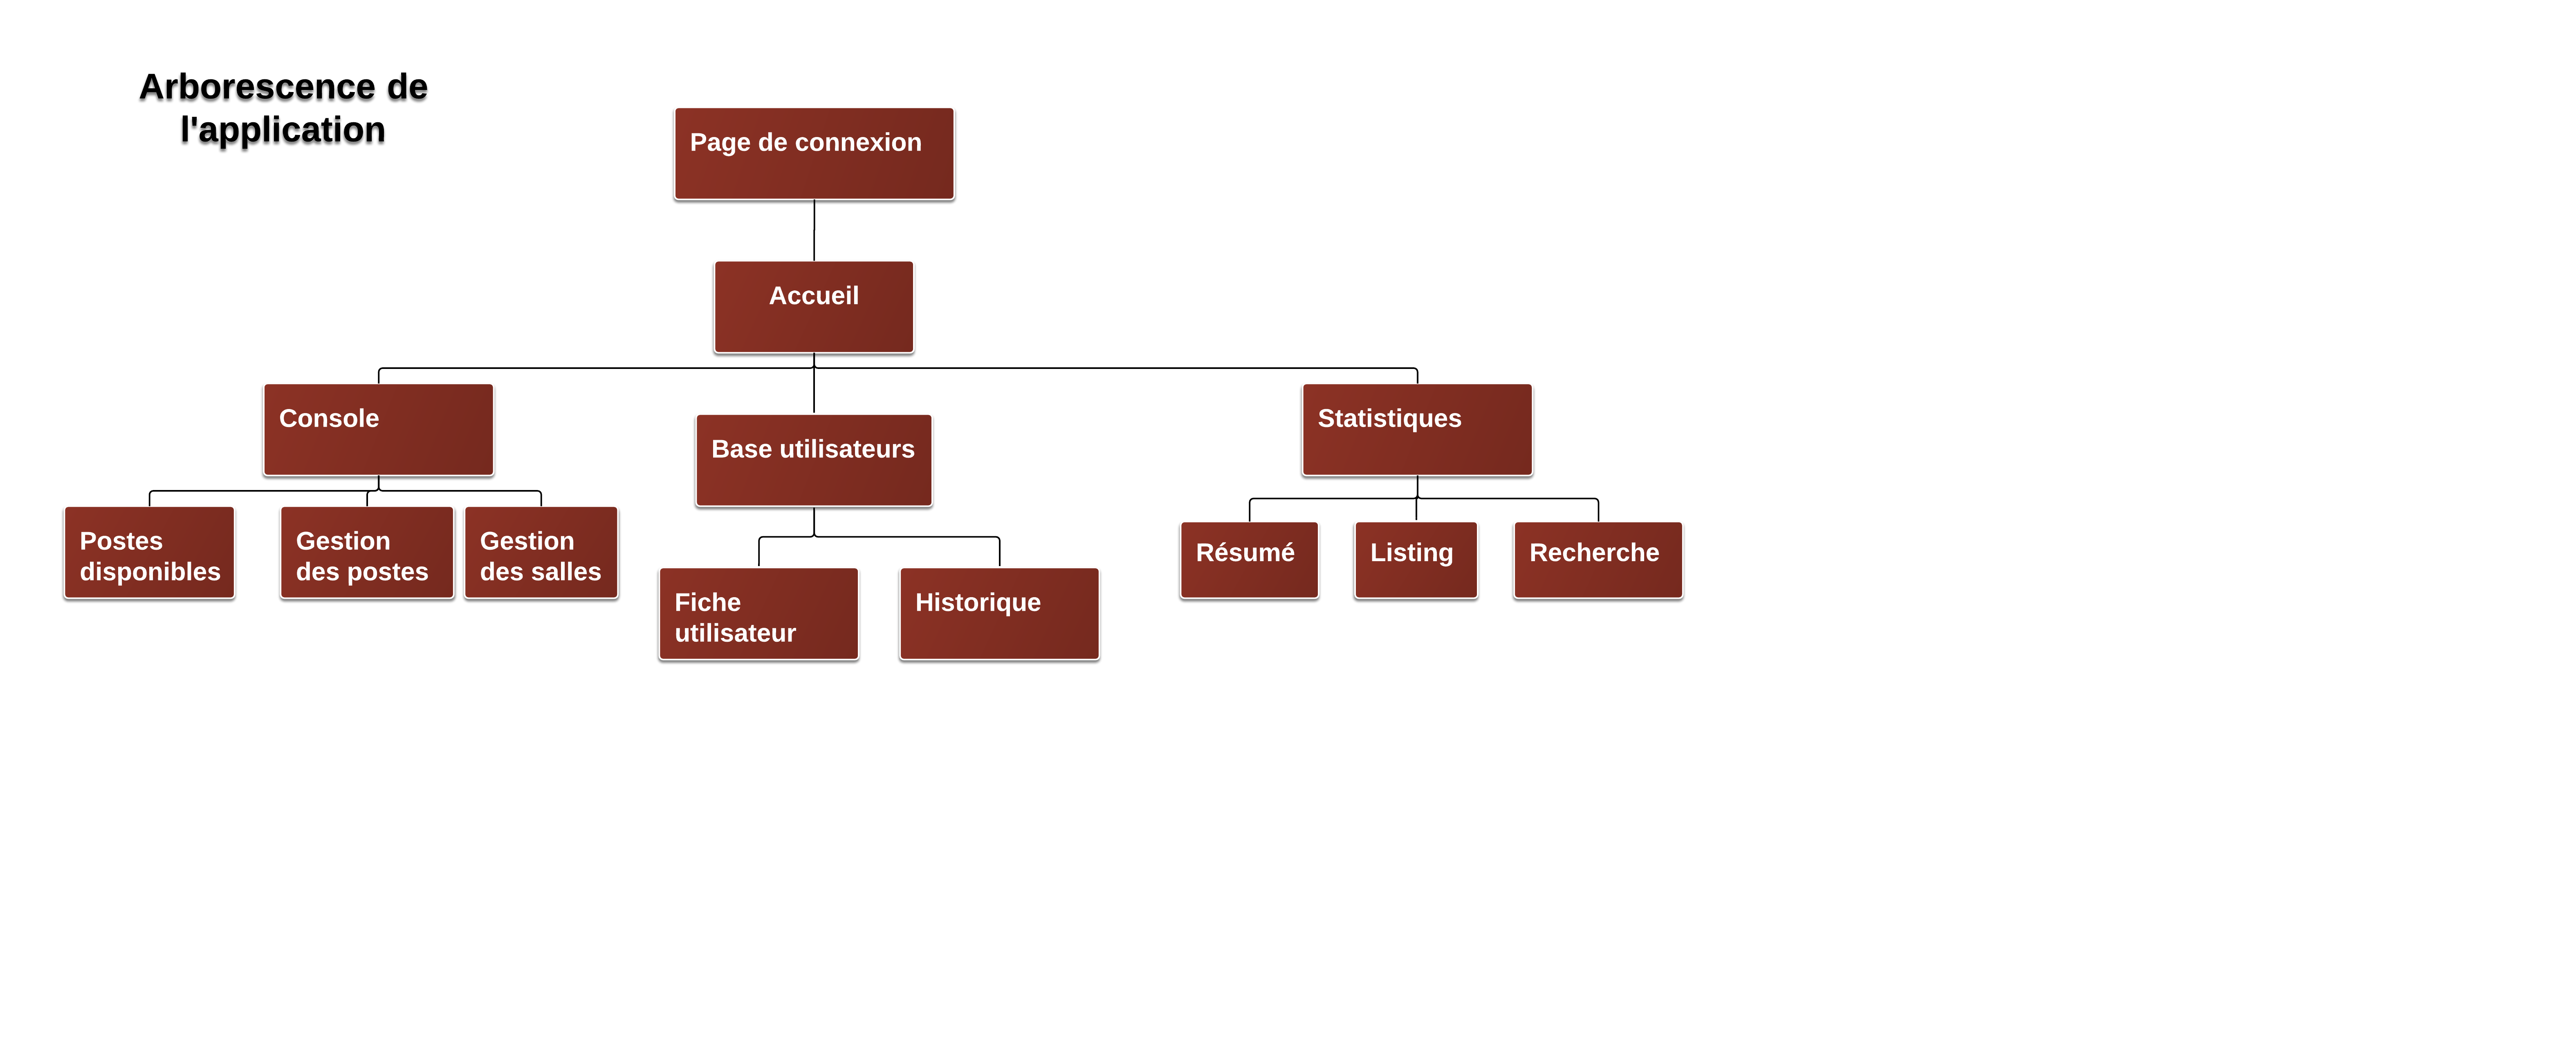 Arborescence de
l'application
Page de connexion
Accueil
Console
Base utilisateurs
Statistiques
Postes
disponibles
Gestion
des postes
Gestion
des salles
Fiche
utilisateur
Historique
Résumé
Listing
Recherche